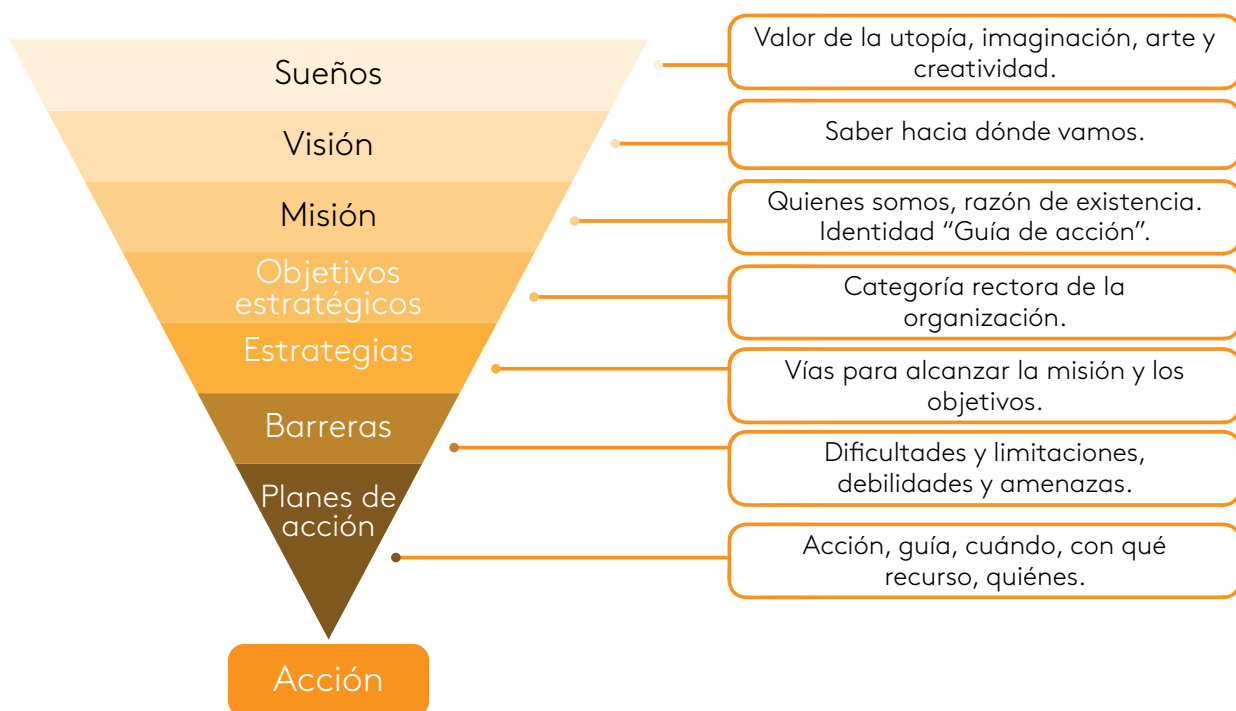 Sueños
Valor de la utopía, imaginación, arte y
creatividad.
Visión
Saber hacia dónde vamos.
Misión
Quienes somos, razón de existencia.
Identidad “Guía de acción”.
Objetivos
estratégicos
Categoría rectora de la
organización.
Estrategias
Vías para alcanzar la misión y los
objetivos.
Barreras
Dificultades y limitaciones,
debilidades y amenazas.
Planes de
acción
Acción, guía, cuándo, con qué
recurso, quiénes.
Acción